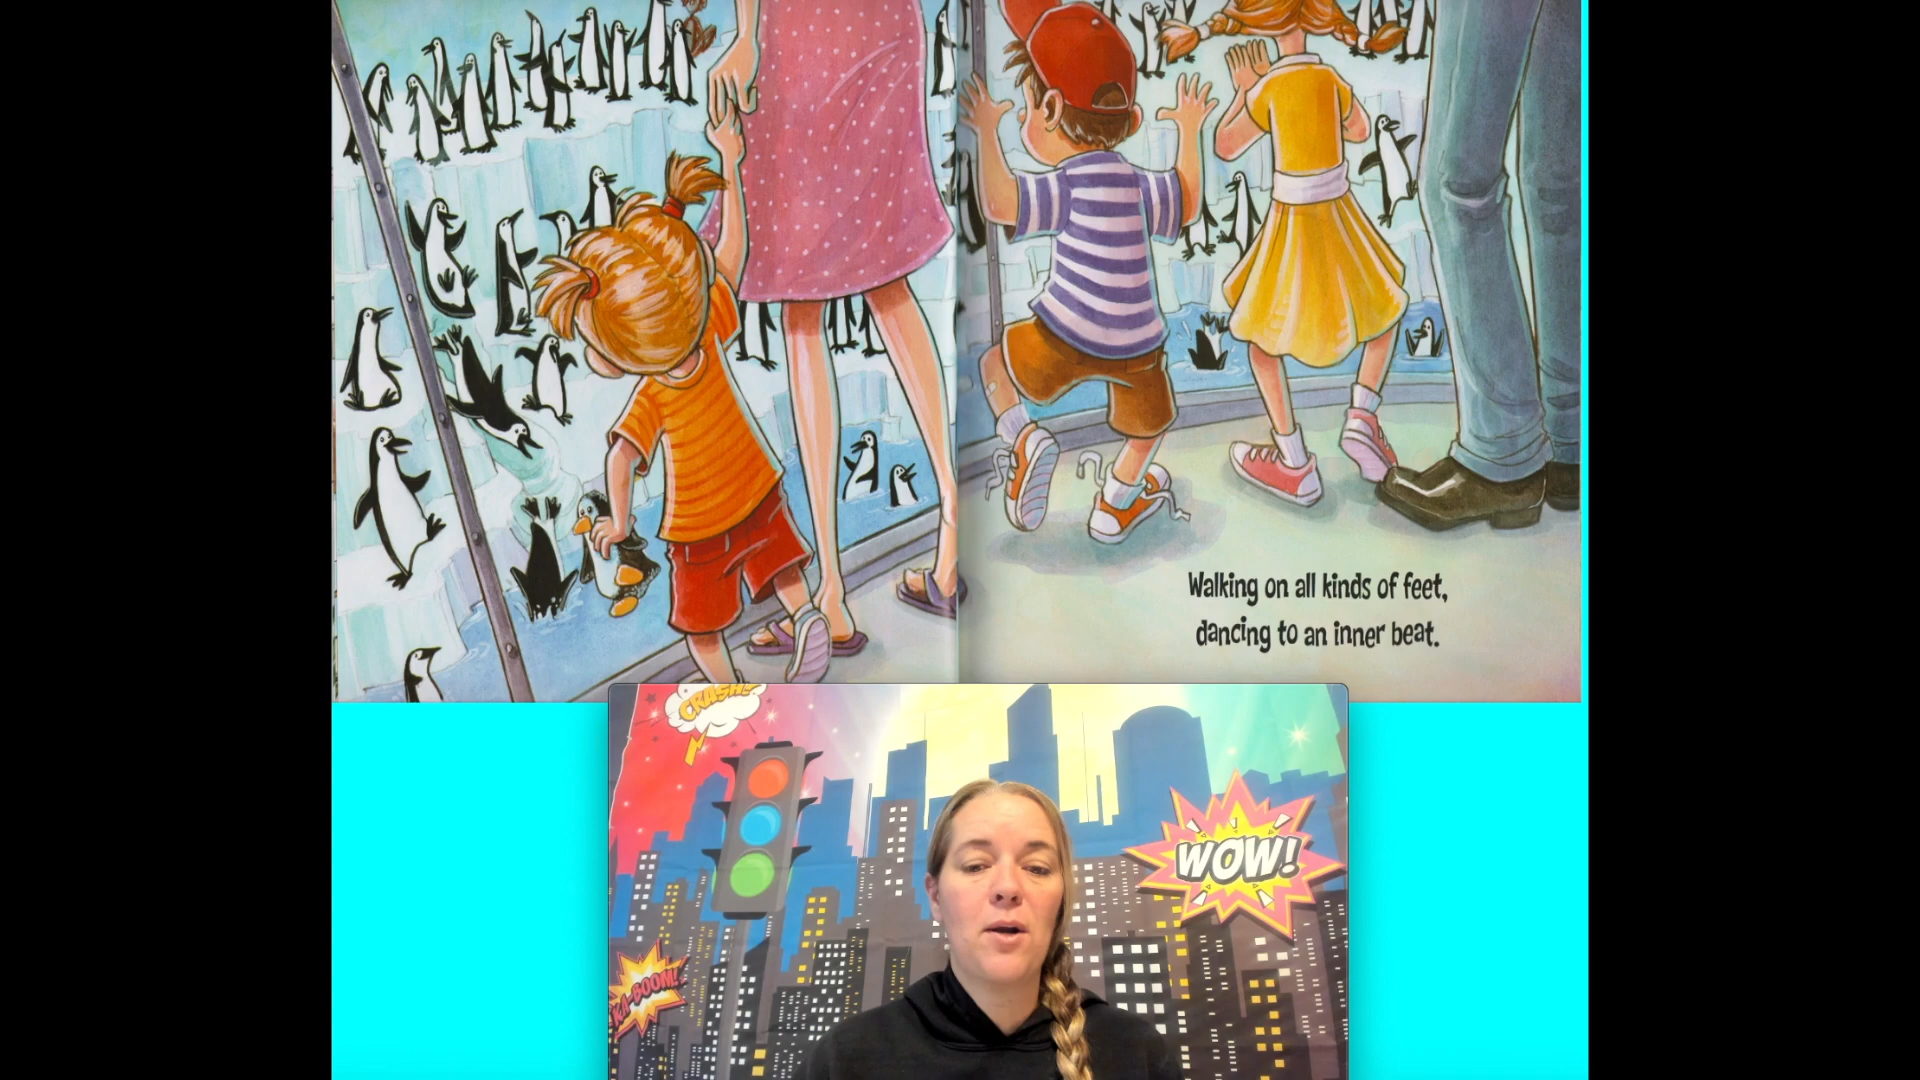 Walking on all kinds of feet,
dancing to an inner beat.
CRASH!
WOW!
KA-BOOM!